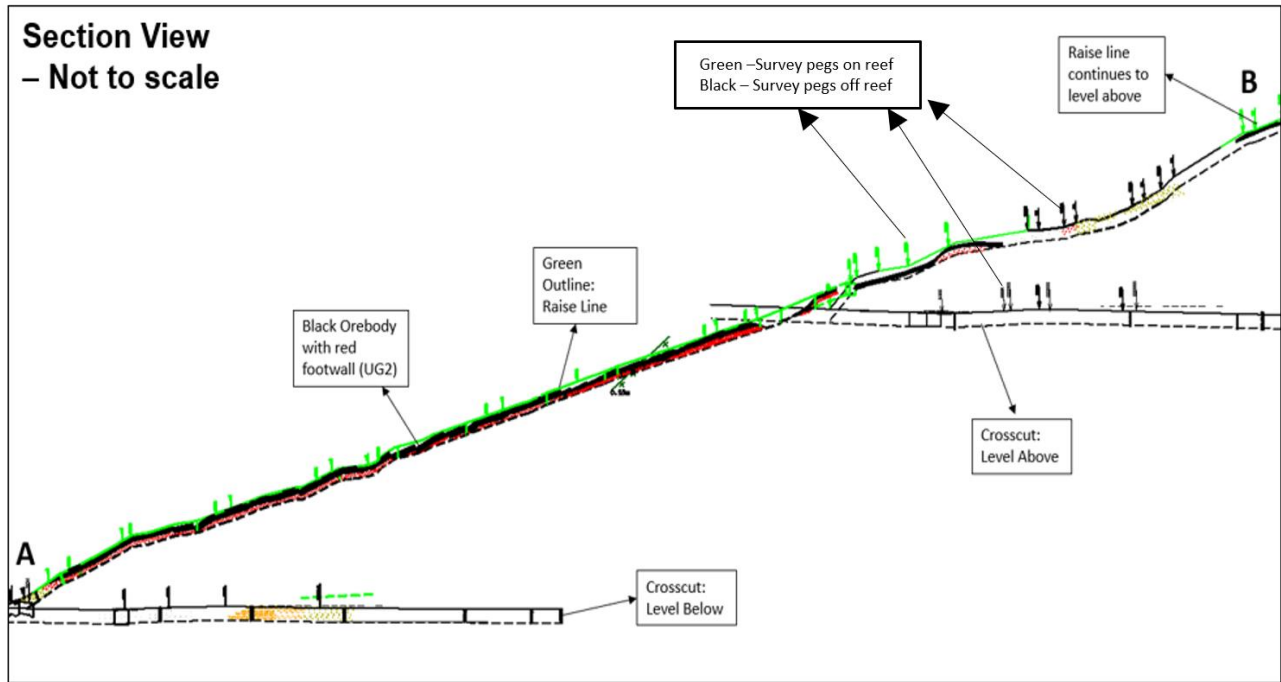 Section View
– Not to scale
Green –Survey pegs on reef
Black – Survey pegs off reef
Raise line
continues to
level above
B
Green
Outline:
Raise Line
Black Orebody
with red
footwall (UG2)
Crosscut:
Level Above
A
Crosscut:
Level Below